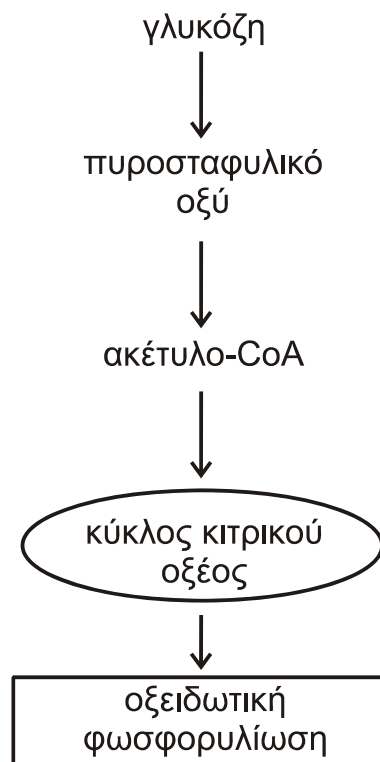 γλυκόζη
πυροσταφυλικό
οξύ
ακέτυλο-CoA
κύκλος κιτρικού
οξέος
οξειδωτική
φωσφορυλίωση